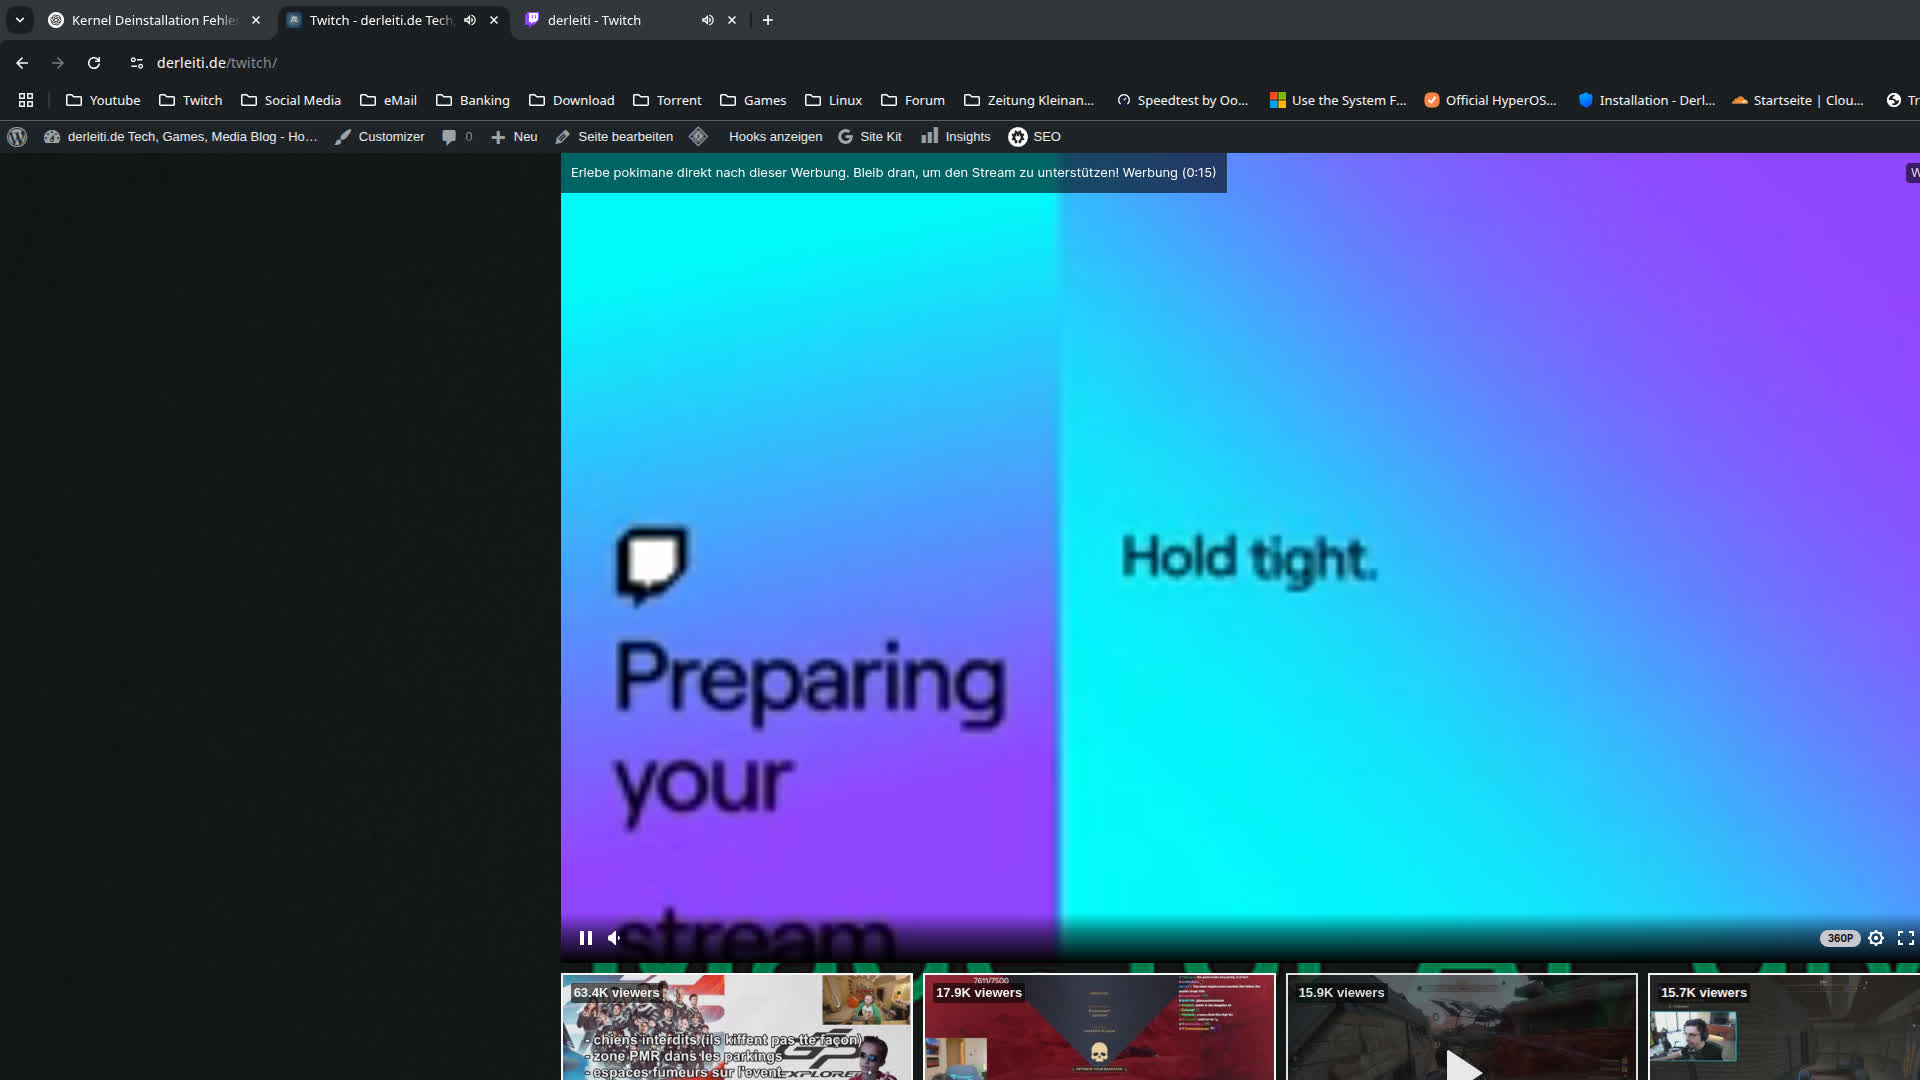 Kernel Deinstallation Fehle
Twitch - derleiti.de Tech,
derleiti - Twitch
derleiti.de/twitch/
Youtube
Twitch
Social Media
eMail
Banking
Download
Torrent
Games
Linux
Forum
Zeitung Kleinan...
Speedtest by Oo...
Use the System F...
Official HyperOS...
Installation - Derl...
Startseite | Clou...
Tr
derleiti.de Tech, Games, Media Blog - Ho...
Customizer
0
Neu
Seite bearbeiten
Hooks anzeigen
Site Kit
Insights
SEO
Erlebe pokimane direkt nach dieser Werbung. Bleib dran, um den Stream zu unterstützen! Werbung (0:15)
W
Hold tight.
Preparing
your
stream
360P
63.4K viewers
17.9K viewers
15.9K viewers
15.7K viewers
7611/7500
- chiens interdits (ils kiffent pas tte façon)
- zone PMR dans les parkings
- espaces fumeurs sur l'event
GP
EXPLORER